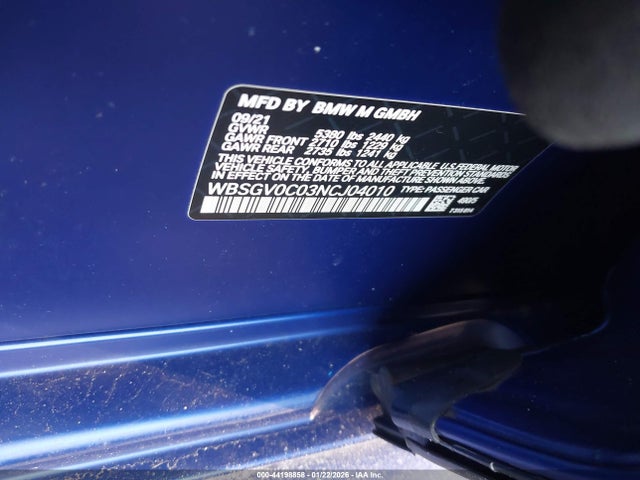 MFD BY BMW M GMBH
09/21
GVWR 5380 lbs 2440 kg
GAWR FRONT 2710 lbs 1229 kg
GAWR REAR 2735 lbs 1241 kg
THIS VEHICLE CONFORMS TO ALL APPLICABLE U.S. FEDERAL MOTOR
VEHICLE SAFETY, BUMPER AND THEFT PREVENTION STANDARDS
IN EFFECT ON THE DATE OF MANUFACTURE SHOWN ABOVE.
WBSGV0C03NCJ04010 TYPE: PASSENGER CAR
000-44198858 - 01/22/2026 - IAAI.COM